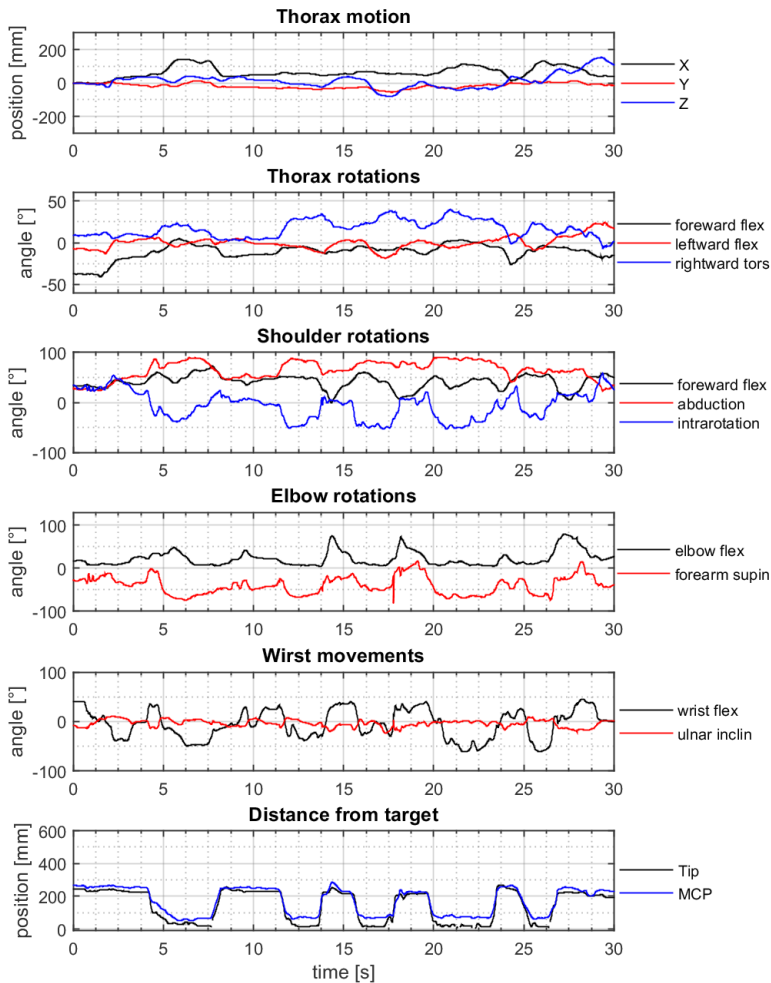 Thorax motion
position [mm]
200
0
-200
0 5 10 15 20 25 30
X
Y
Z
Thorax rotations
angle [°]
50
0
-50
0 5 10 15 20 25 30
foreward flex
leftward flex
rightward tors
Shoulder rotations
angle [°]
100
0
-100
0 5 10 15 20 25 30
foreward flex
abduction
intrarotation
Elbow rotations
angle [°]
100
0
-100
0 5 10 15 20 25 30
elbow flex
forearm supin
Wirst movements
angle [°]
100
0
-100
0 5 10 15 20 25 30
wrist flex
ulnar inclin
Distance from target
position [mm]
600
400
200
0
0 5 10 15 20 25 30
time [s]
Tip
MCP